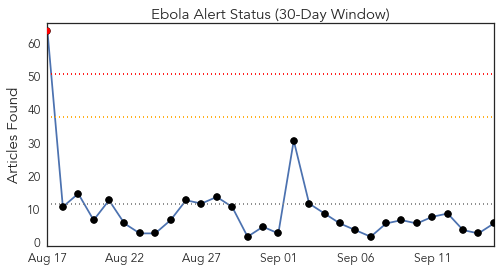 Ebola Alert Status (30-Day Window)
Articles Found
60
50
40
30
20
10
0
Aug 17 Aug 22 Aug 27 Sep 01 Sep 06 Sep 11